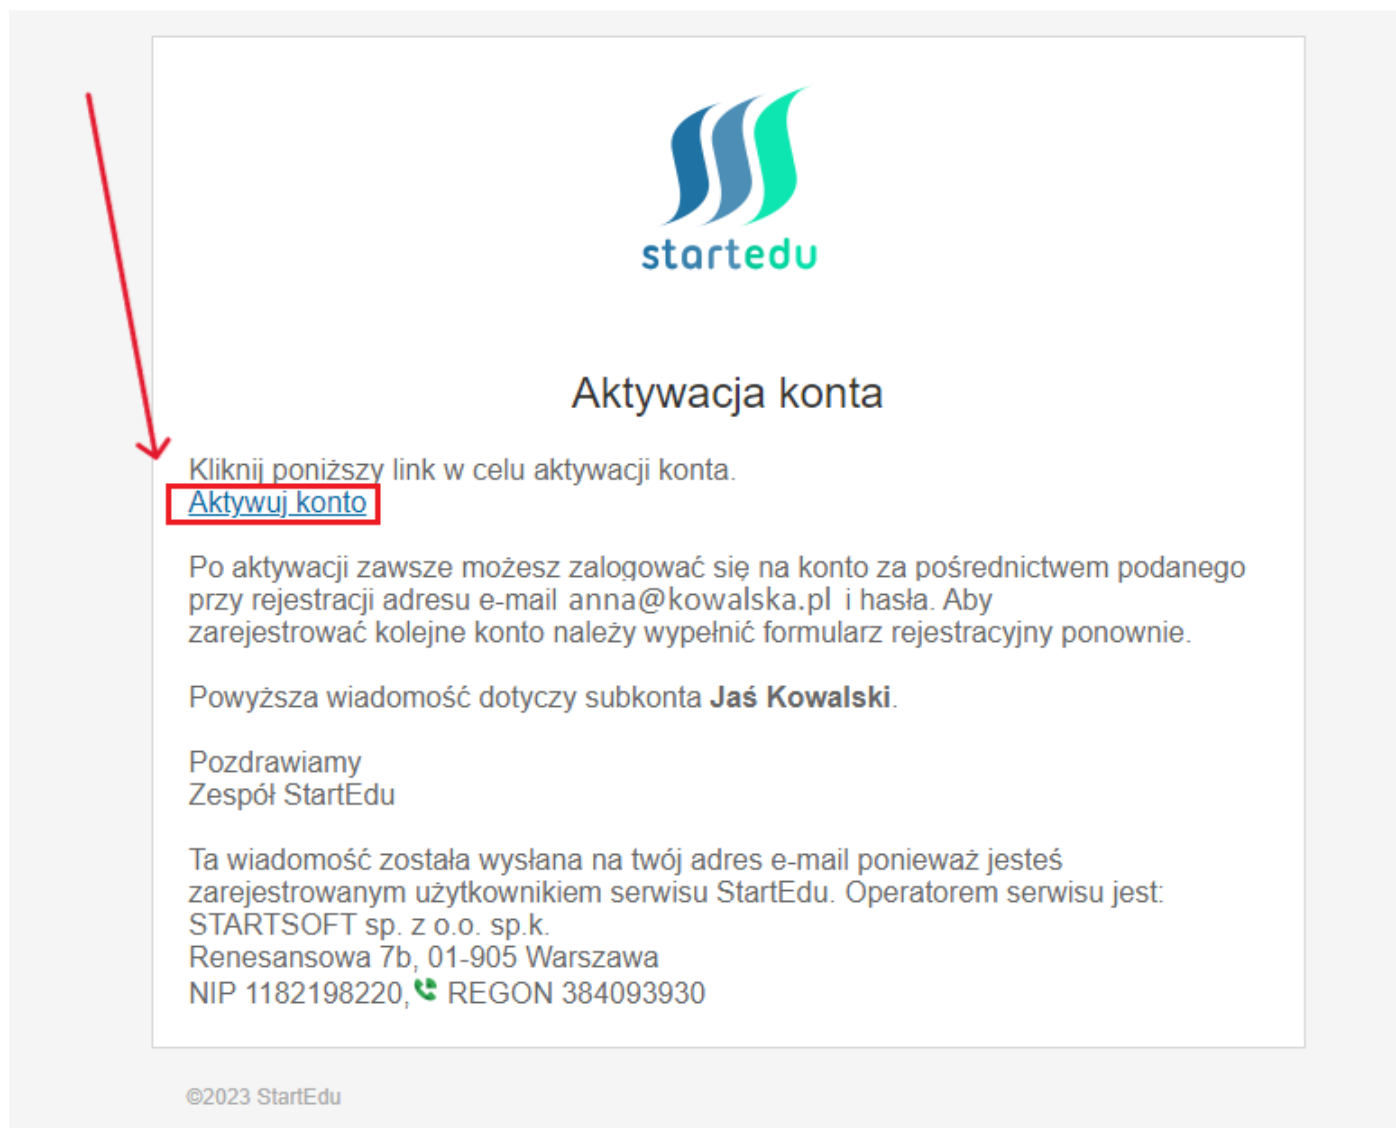 startedu
Aktywacja konta
Kliknij poniższy link w celu aktywacji konta.
Aktywuj konto
Po aktywacji zawsze możesz zalogować się na konto za pośrednictwem podanego
przy rejestracji adresu e-mail anna@kowalska.pl i hasła. Aby
zarejestrować kolejne konto należy wypełnić formularz rejestracyjny ponownie.
Powyższa wiadomość dotyczy subkonta Jaś Kowalski.
Pozdrawiamy
Zespół StartEdu
Ta wiadomość została wysłana na twój adres e-mail ponieważ jesteś
zarejestrowanym użytkownikiem serwisu StartEdu. Operatorem serwisu jest:
STARTSOFT sp. z o.o. sp.k.
Renesansowa 7b, 01-905 Warszawa
NIP 1182198220, REGON 384093930
©2023 StartEdu